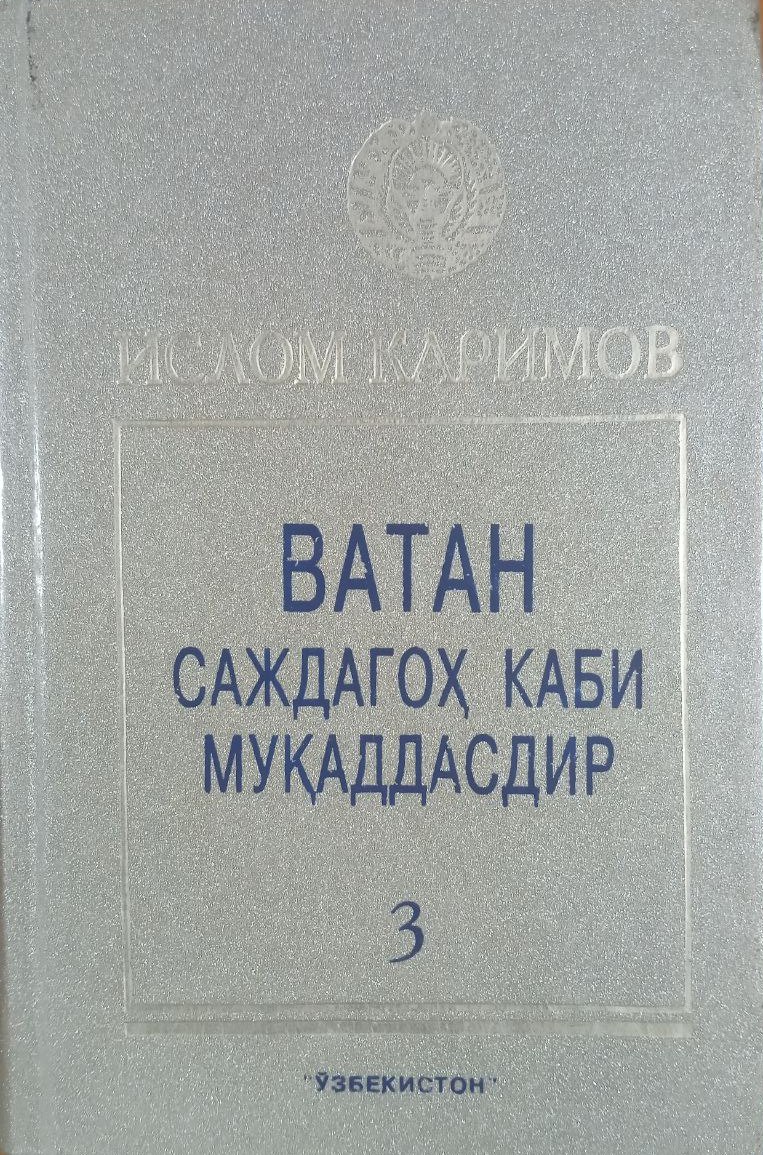 ИСЛОМ КАРИМОВ
ВАТАН
САЖДАГОҲ КАБИ
МУҚАДДАСДИР
3
"ЎЗБЕКИСТОН"